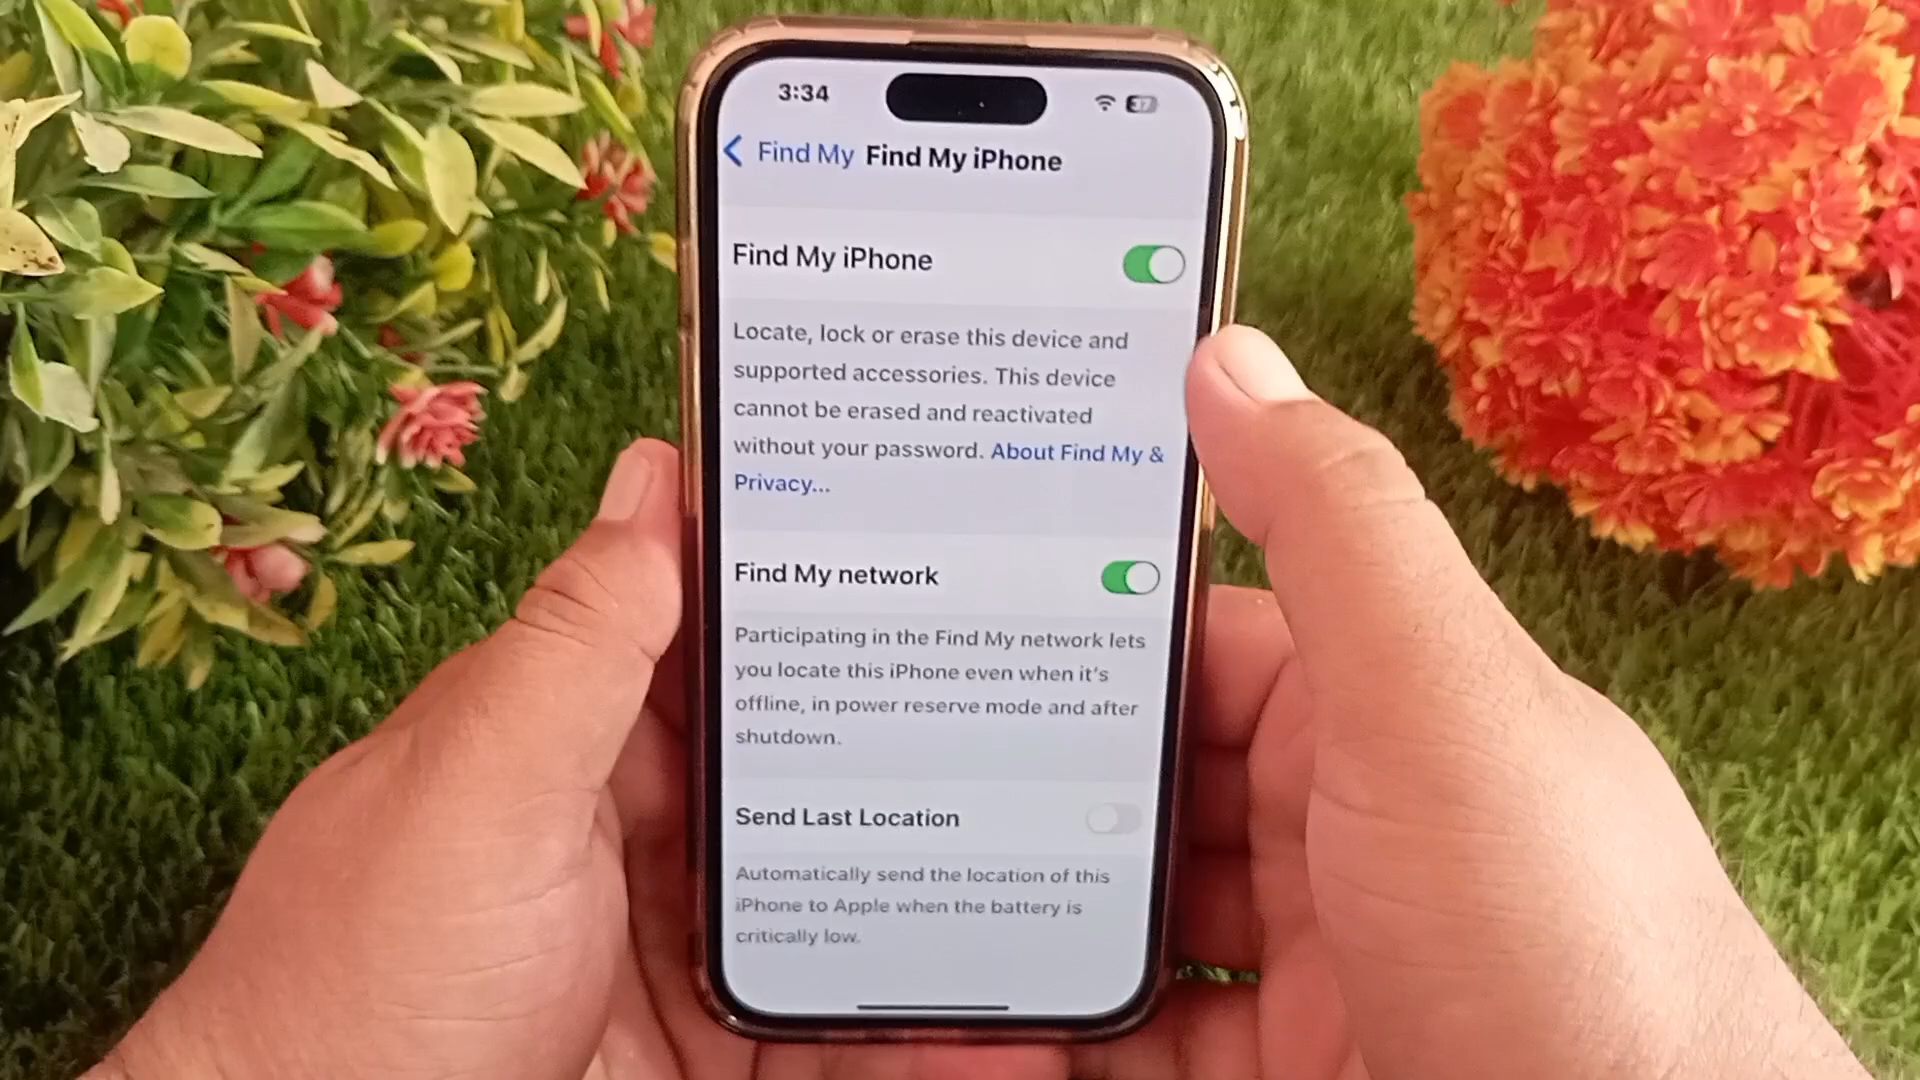 3:34
37
Find My Find My iPhone
Find My iPhone
Locate, lock or erase this device and
supported accessories. This device
cannot be erased and reactivated
without your password. About Find My &
Privacy...
Find My network
Participating in the Find My network lets
you locate this iPhone even when it's
offline, in power reserve mode and after
shutdown.
Send Last Location
Automatically send the location of this
iPhone to Apple when the battery is
critically low.